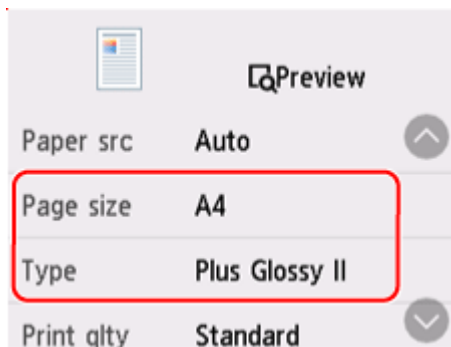 Preview
Paper src Auto
Page size A4
Type Plus Glossy II
Print qlty Standard